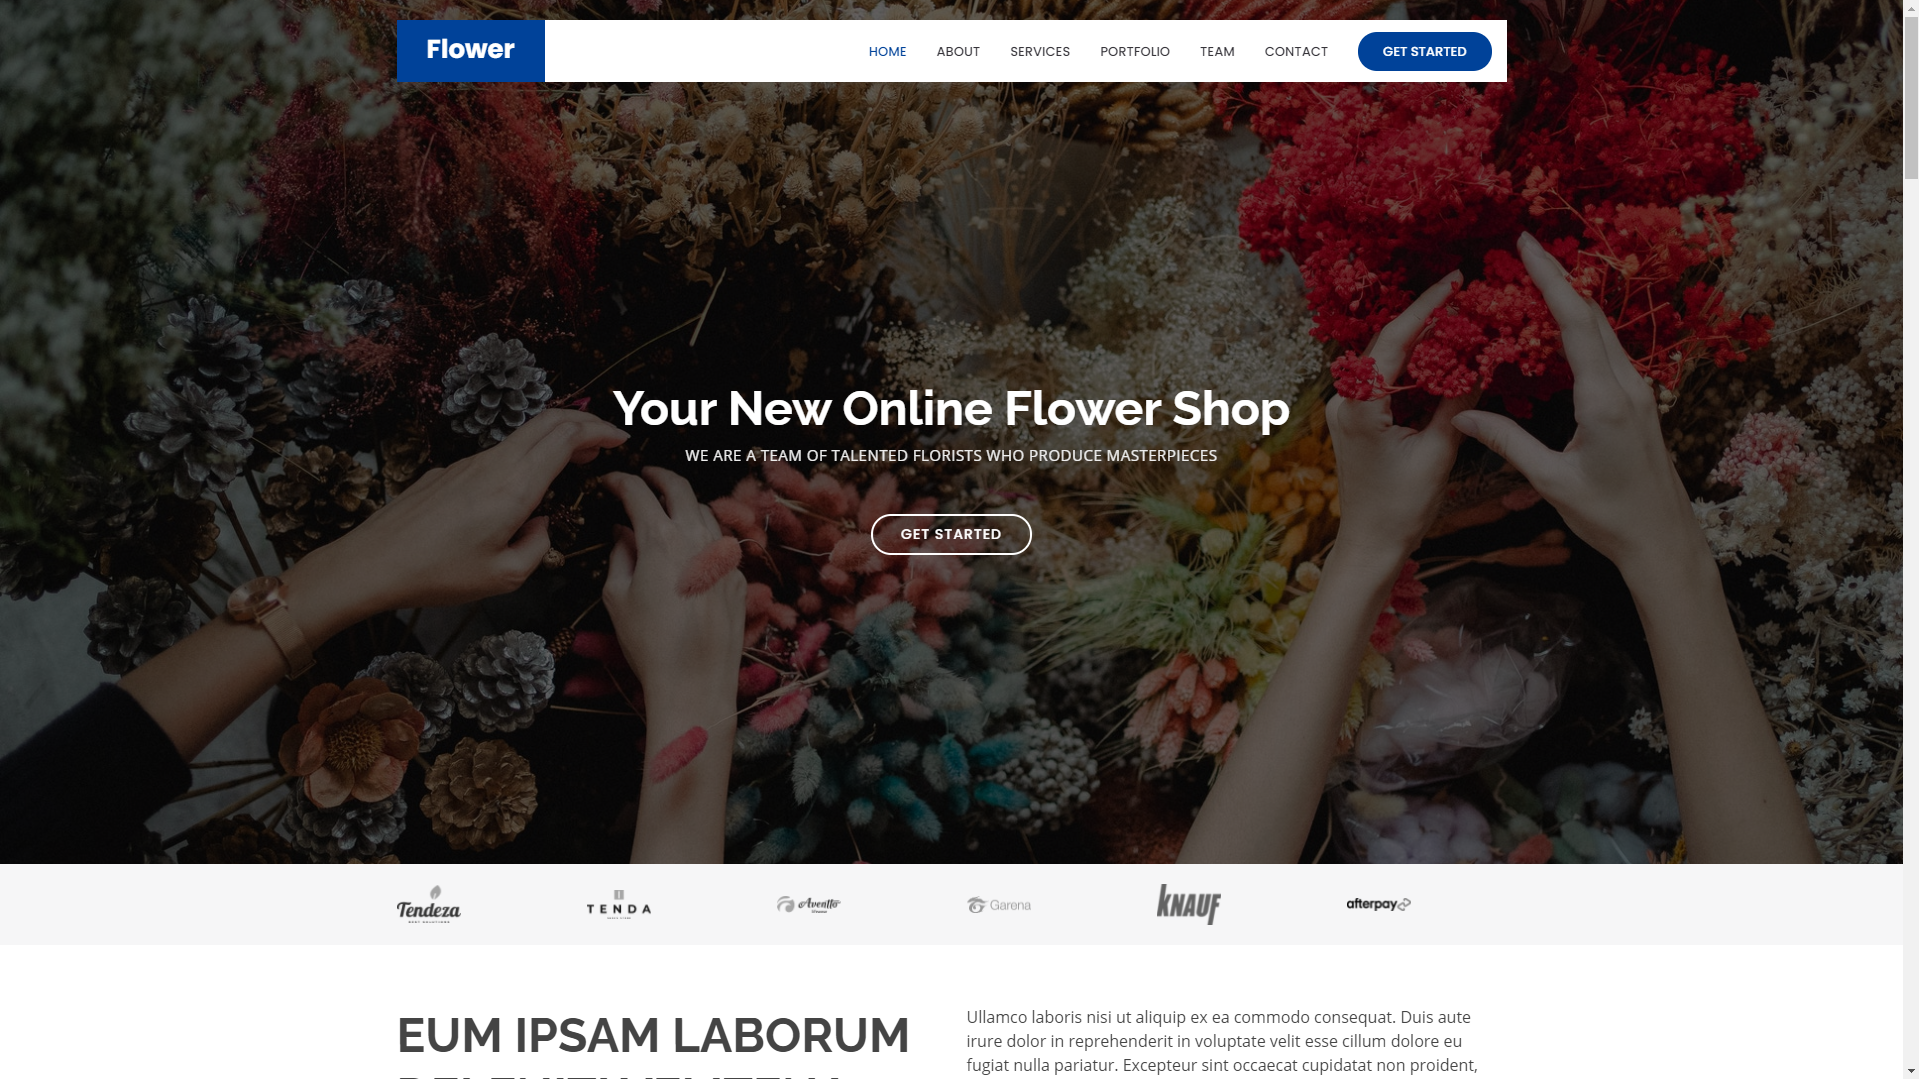 Flower
HOME ABOUT SERVICES PORTFOLIO TEAM CONTACT GET STARTED
Your New Online Flower Shop
WE ARE A TEAM OF TALENTED FLORISTS WHO PRODUCE MASTERPIECES
GET STARTED
Tendeza
TENDA
Aventto
Garena
KNAUF
afterpay
EUM IPSAM LABORUM
Ullamco laboris nisi ut aliquip ex ea commodo consequat. Duis aute
irure dolor in reprehenderit in voluptate velit esse cillum dolore eu
fugiat nulla pariatur. Excepteur sint occaecat cupidatat non proident,